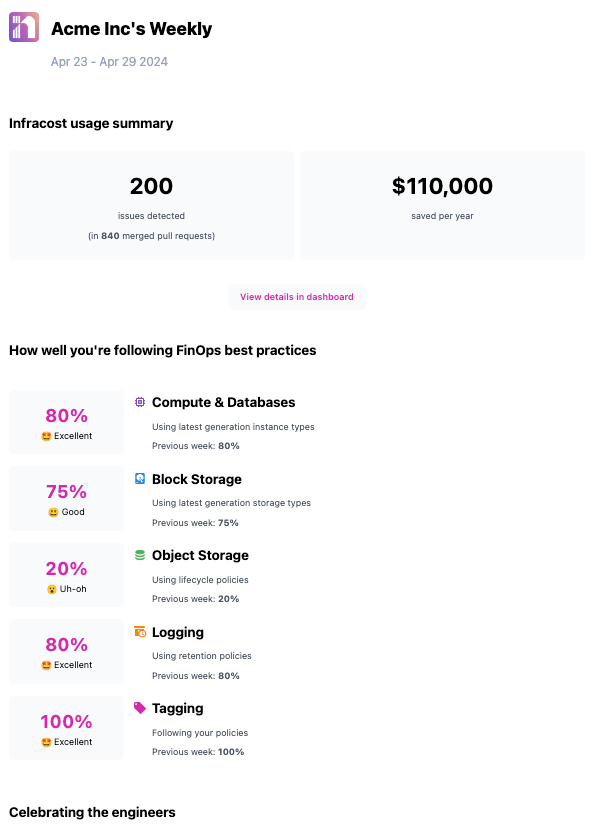 Acme Inc's Weekly
Apr 23 - Apr 29 2024
Infracost usage summary
200
issues detected
(in 840 merged pull requests)
$110,000
saved per year
View details in dashboard
How well you're following FinOps best practices
80%
🤩 Excellent
Compute & Databases
Using latest generation instance types
Previous week: 80%
75%
😃 Good
Block Storage
Using latest generation storage types
Previous week: 75%
20%
😮 Uh-oh
Object Storage
Using lifecycle policies
Previous week: 20%
80%
🤩 Excellent
Logging
Using retention policies
Previous week: 80%
100%
🤩 Excellent
Tagging
Following your policies
Previous week: 100%
Celebrating the engineers